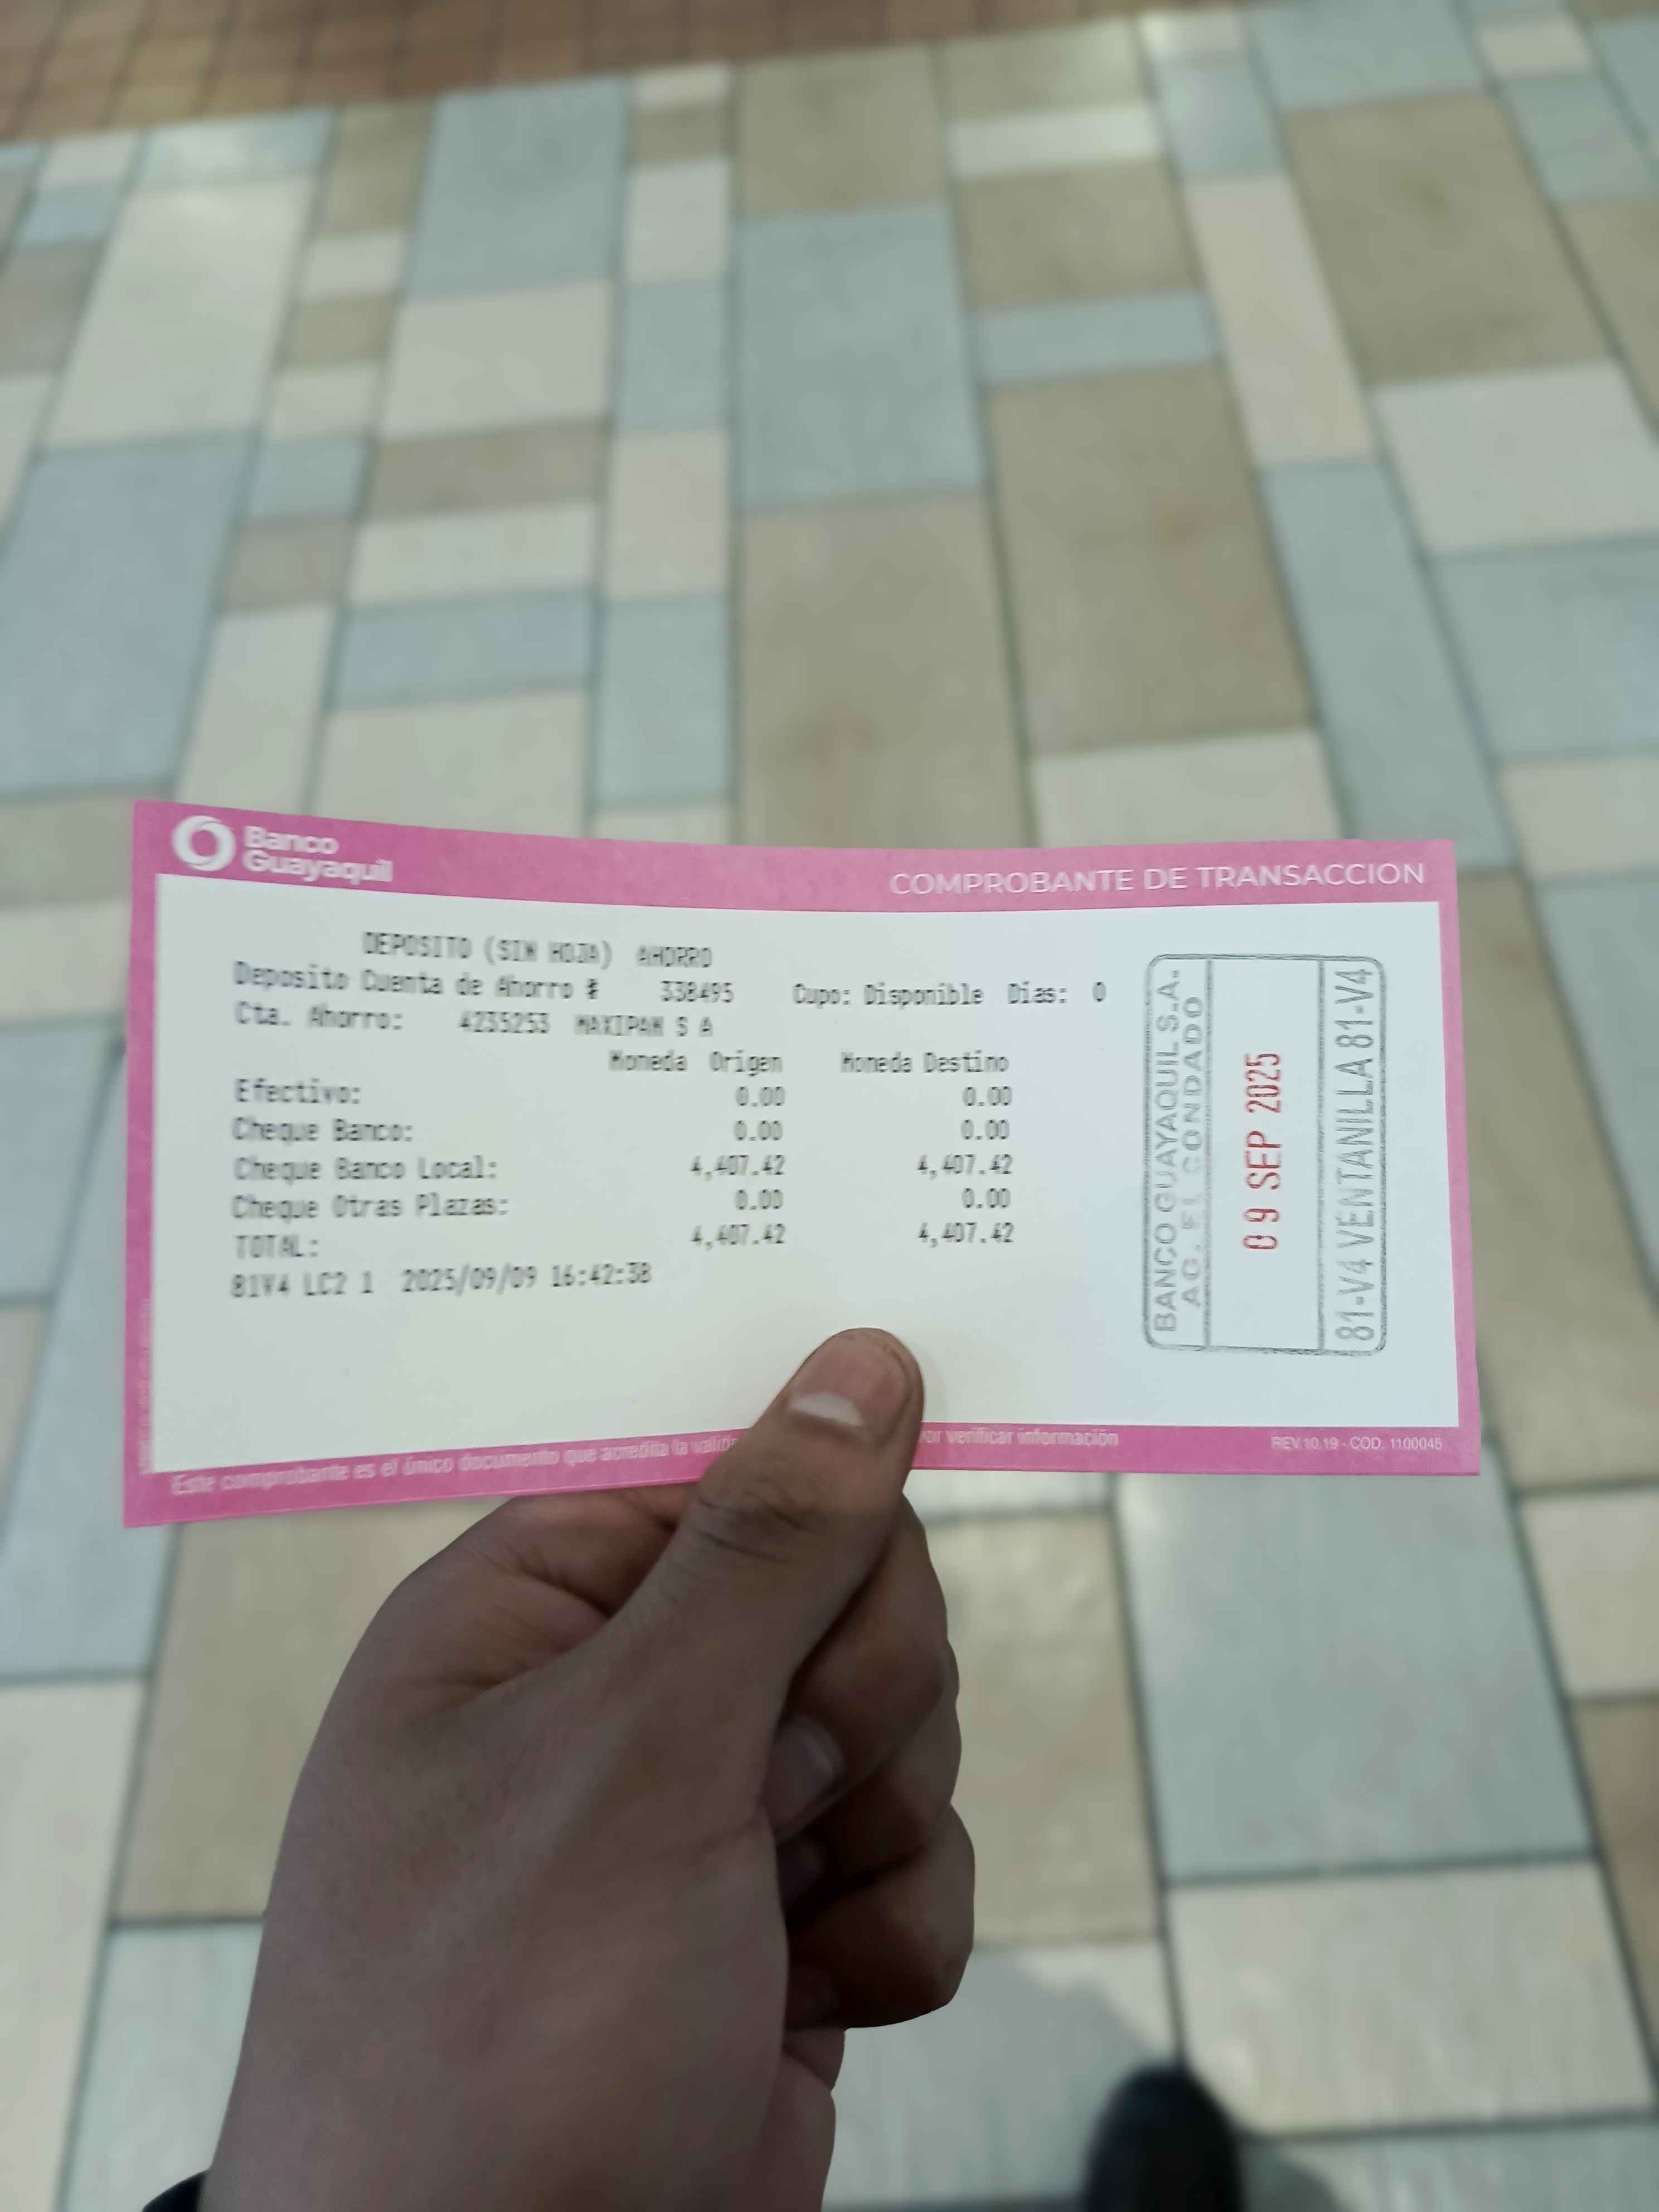 Banco
Guayaquil
COMPROBANTE DE TRANSACCION
DEPOSITO (SIN HOJA) AHORRO
Deposito Cuenta de Ahorro # 338495 Cupo: Disponible Dias: 0
Cta. Ahorro: 4235253 MAXIPAN S A
Moneda Origen Moneda Destino
Efectivo: 0.00 0.00
Cheque Banco: 0.00 0.00
Cheque Banco Local: 4,407.42 4,407.42
Cheque Otras Plazas: 0.00 0.00
TOTAL: 4,407.42 4,407.42
81V4 LC2 1 2025/09/09 16:42:38
BANCO GUAYAQUIL S.A.
AG. EL CONDADO
09 SEP 2025
81-V4 VENTANILLA 81-V4
Este comprobante es el único documento que acredita la verificar información
REV.10.19 - COD. 1100045